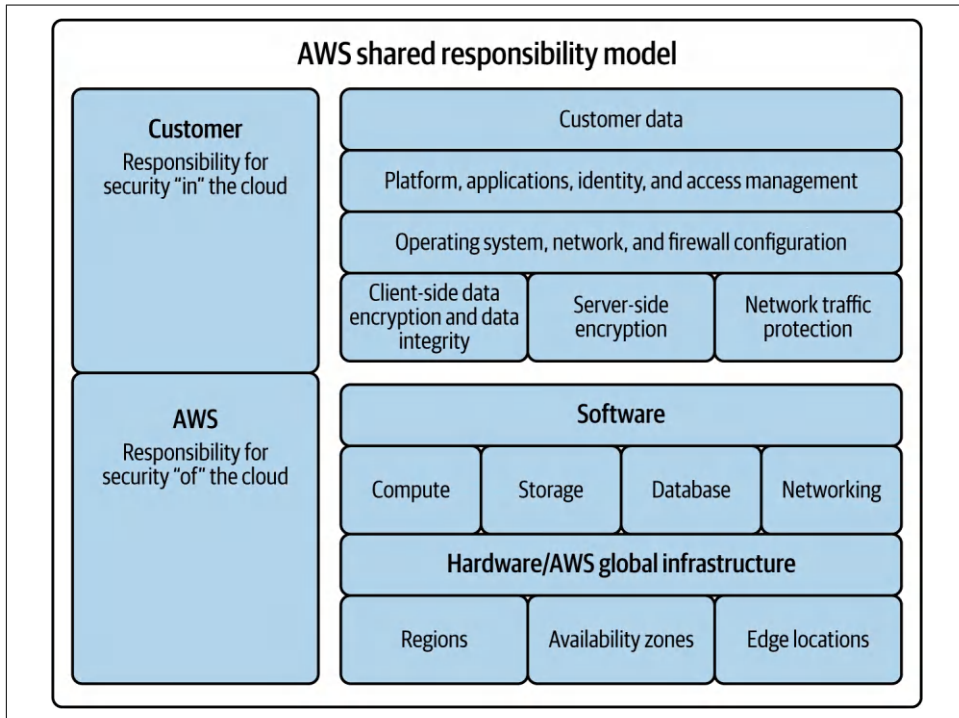 AWS shared responsibility model
Customer
Responsibility for
security “in” the cloud
Customer data
Platform, applications, identity, and access management
Operating system, network, and firewall configuration
Client-side data
encryption and data
integrity
Server-side
encryption
Network traffic
protection
AWS
Responsibility for
security “of” the cloud
Software
Compute
Storage
Database
Networking
Hardware/AWS global infrastructure
Regions
Availability zones
Edge locations